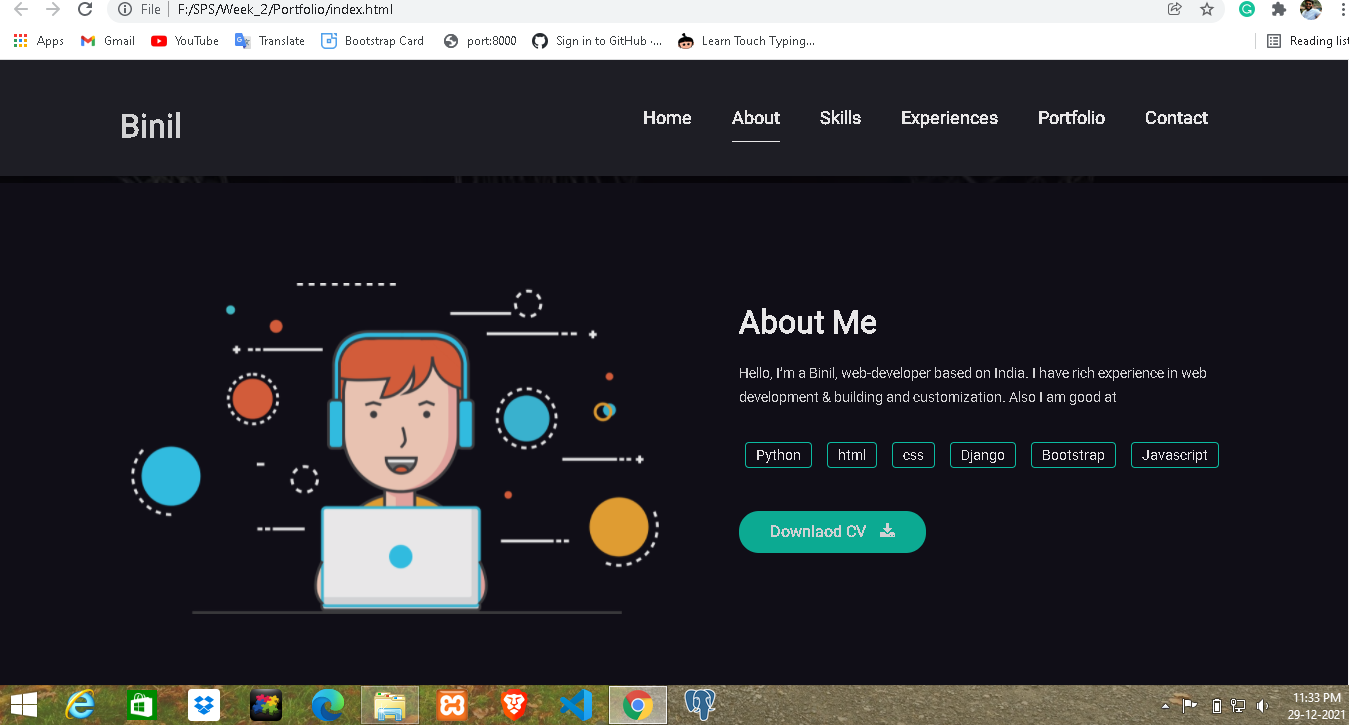 File F:/SPS/Week_2/Portfolio/index.html
Apps Gmail YouTube Translate Bootstrap Card port:8000 Sign in to GitHub ·... Learn Touch Typing... Reading list
Binil
Home About Skills Experiences Portfolio Contact
About Me
Hello, I'm a Binil, web-developer based on India. I have rich experience in web
development & building and customization. Also I am good at
Python html css Django Bootstrap Javascript
Downlaod CV
11:33 PM
29-12-2021